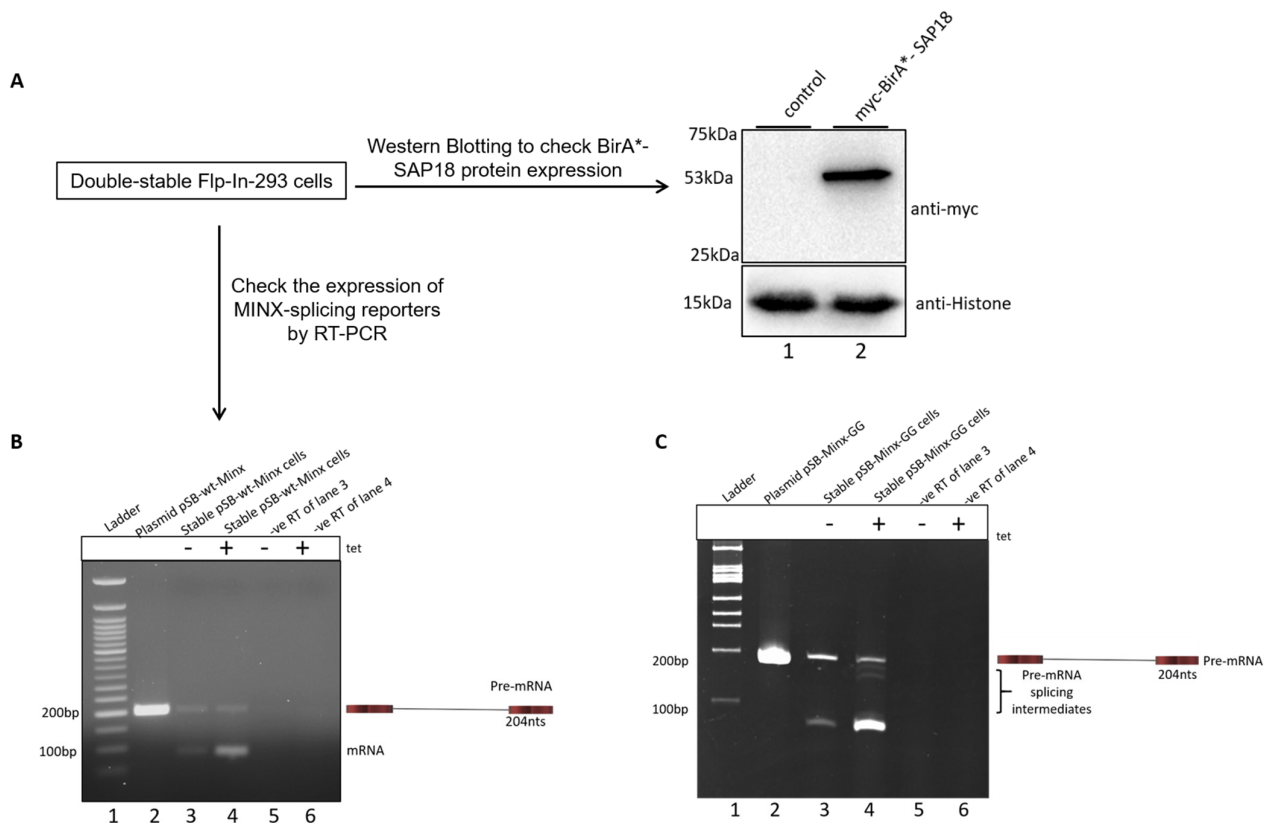 A
Double-stable Flp-In-293 cells
Western Blotting to check BirA*-
SAP18 protein expression
control
myc-BirA*- SAP18
75kDa
53kDa
25kDa
anti-myc
15kDa
anti-Histone
1 2
Check the expression of
MINX-splicing reporters
by RT-PCR
B
Ladder
Plasmid pSB-wt-Minx
Stable pSB-wt-Minx cells
Stable pSB-wt-Minx cells
-ve RT of lane 3
-ve RT of lane 4
- + - + tet
200bp
100bp
Pre-mRNA
204nts
mRNA
1 2 3 4 5 6
C
Ladder
Plasmid pSB-Minx-GG
Stable pSB-Minx-GG cells
Stable pSB-Minx-GG cells
-ve RT of lane 3
-ve RT of lane 4
- + - + tet
200bp
100bp
Pre-mRNA
204nts
Pre-mRNA
splicing
intermediates
1 2 3 4 5 6